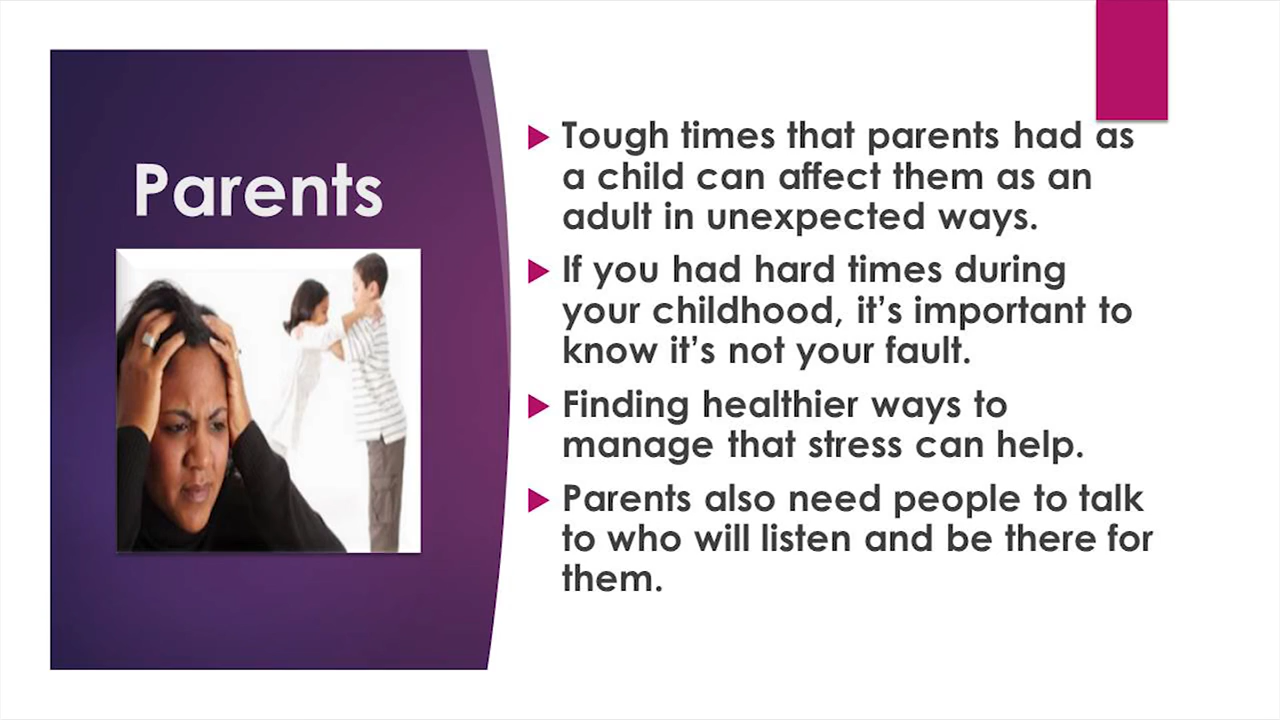 Parents
Tough times that parents had as
a child can affect them as an
adult in unexpected ways.
If you had hard times during
your childhood, it’s important to
know it’s not your fault.
Finding healthier ways to
manage that stress can help.
Parents also need people to talk
to who will listen and be there for
them.